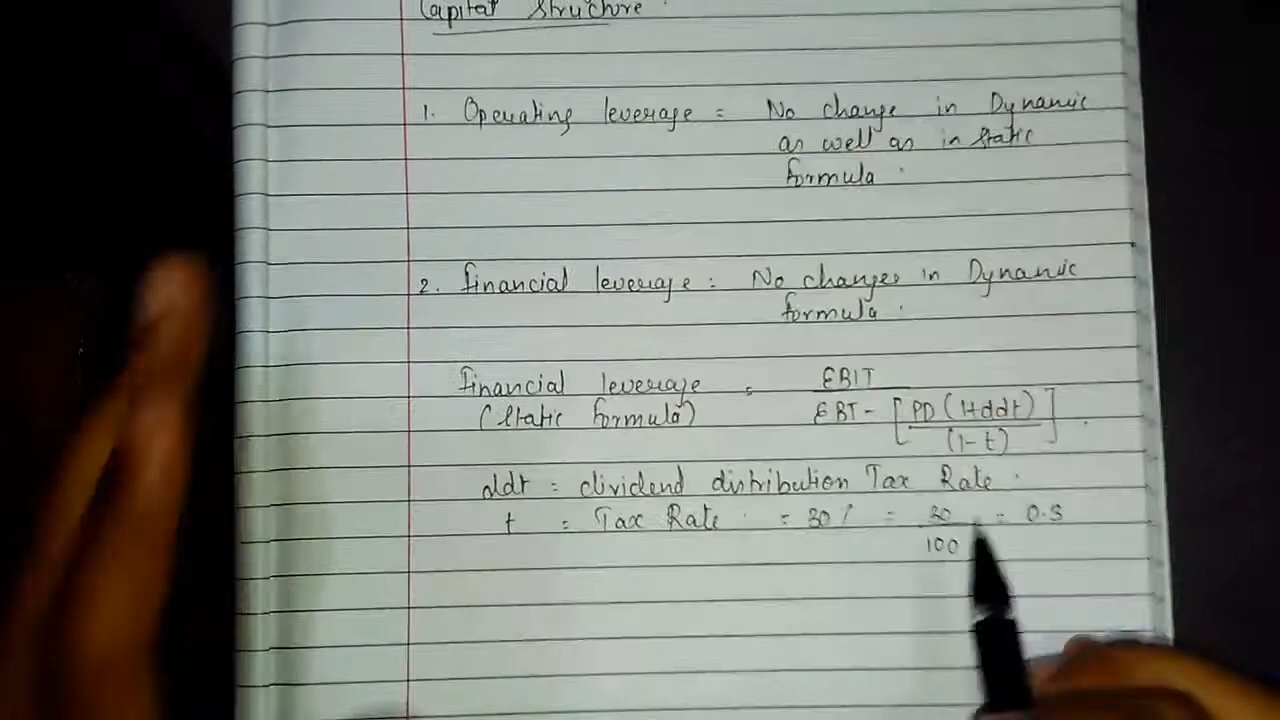 Capital Structure.
1. Operating leverage = No change in Dynamic
as well as in static
formula.
2. financial leverage: No changes in Dynamic
formula.
financial leverage = EBIT
(Static formula) EBT - [PD (1+ddt)
(1-t)]
ddt = dividend distribution Tax Rate.
t = Tax Rate = 30% = 30 = 0.3
100